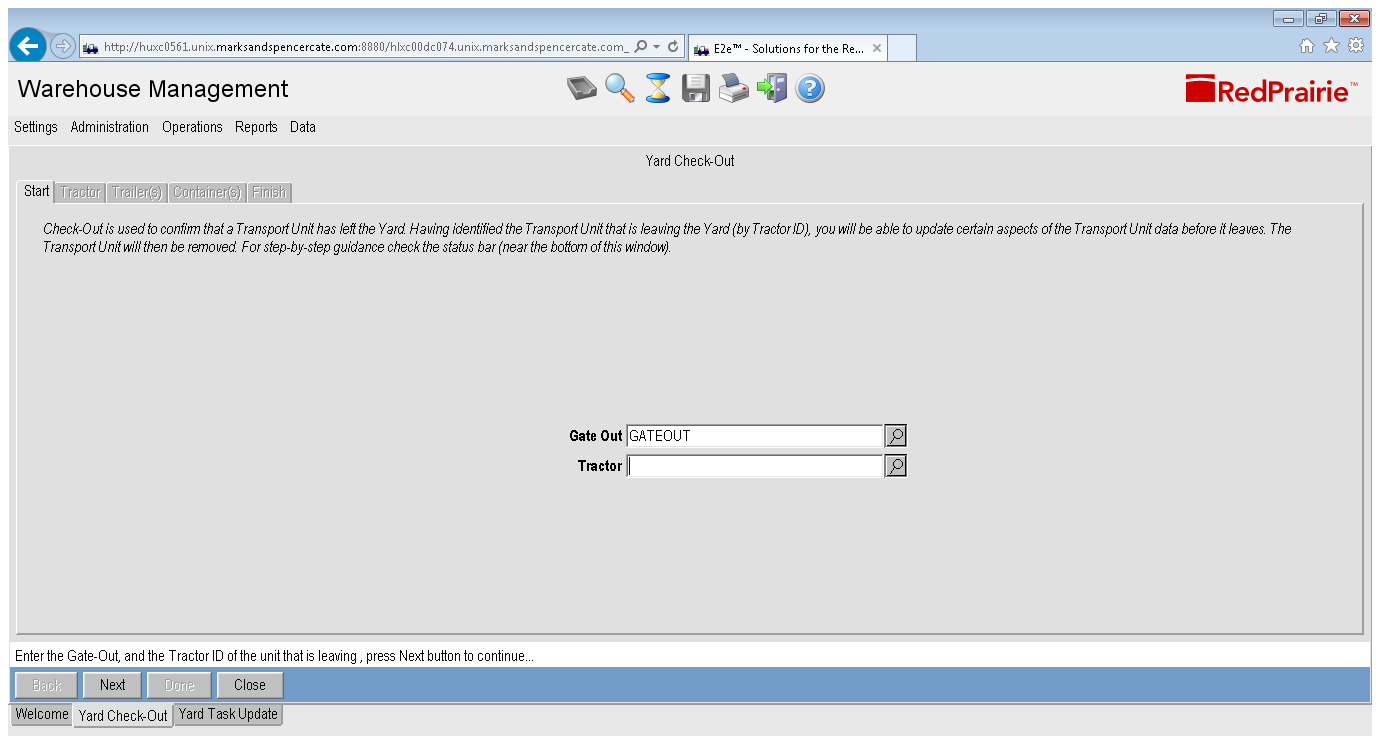 http://huxc0561.unix.marksandspencercate.com:8880/hlxc00dc074.unix.marksandspencercate.com_
E2e™ - Solutions for the Re...
Warehouse Management
RedPrairie™
Settings Administration Operations Reports Data
Yard Check-Out
Start Tractor Trailer(s) Container(s) Finish
Check-Out is used to confirm that a Transport Unit has left the Yard. Having identified the Transport Unit that is leaving the Yard (by Tractor ID), you will be able to update certain aspects of the Transport Unit data before it leaves. The
Transport Unit will then be removed. For step-by-step guidance check the status bar (near the bottom of this window).
Gate Out GATEOUT
Tractor
Enter the Gate-Out, and the Tractor ID of the unit that is leaving , press Next button to continue...
Back Next Done Close
Welcome Yard Check-Out Yard Task Update